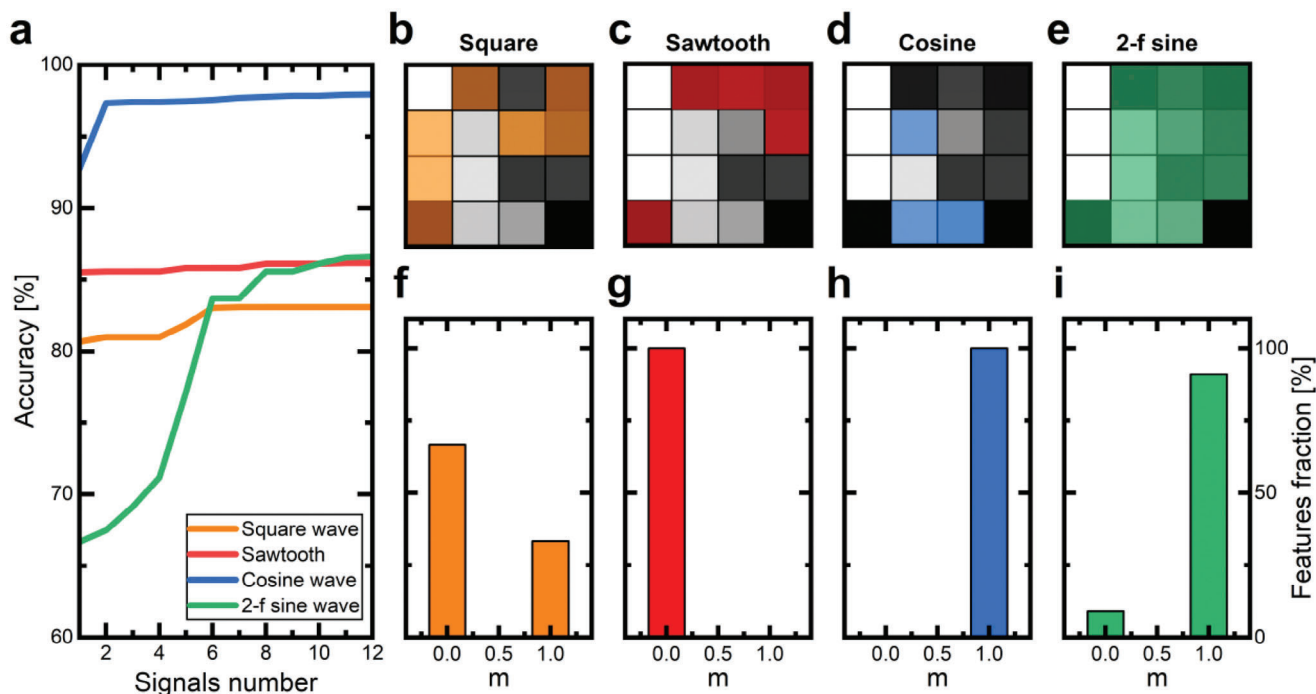 a
b
Square
c
Sawtooth
d
Cosine
e
2-f sine
100
90
80
70
60
Accuracy [%]
2
4
6
8
10
12
Signals number
Square wave
Sawtooth
Cosine wave
2-f sine wave
f
g
h
i
0.0 0.5 1.0
m
0.0 0.5 1.0
m
0.0 0.5 1.0
m
0.0 0.5 1.0
m
100
50
0
Features fraction [%]